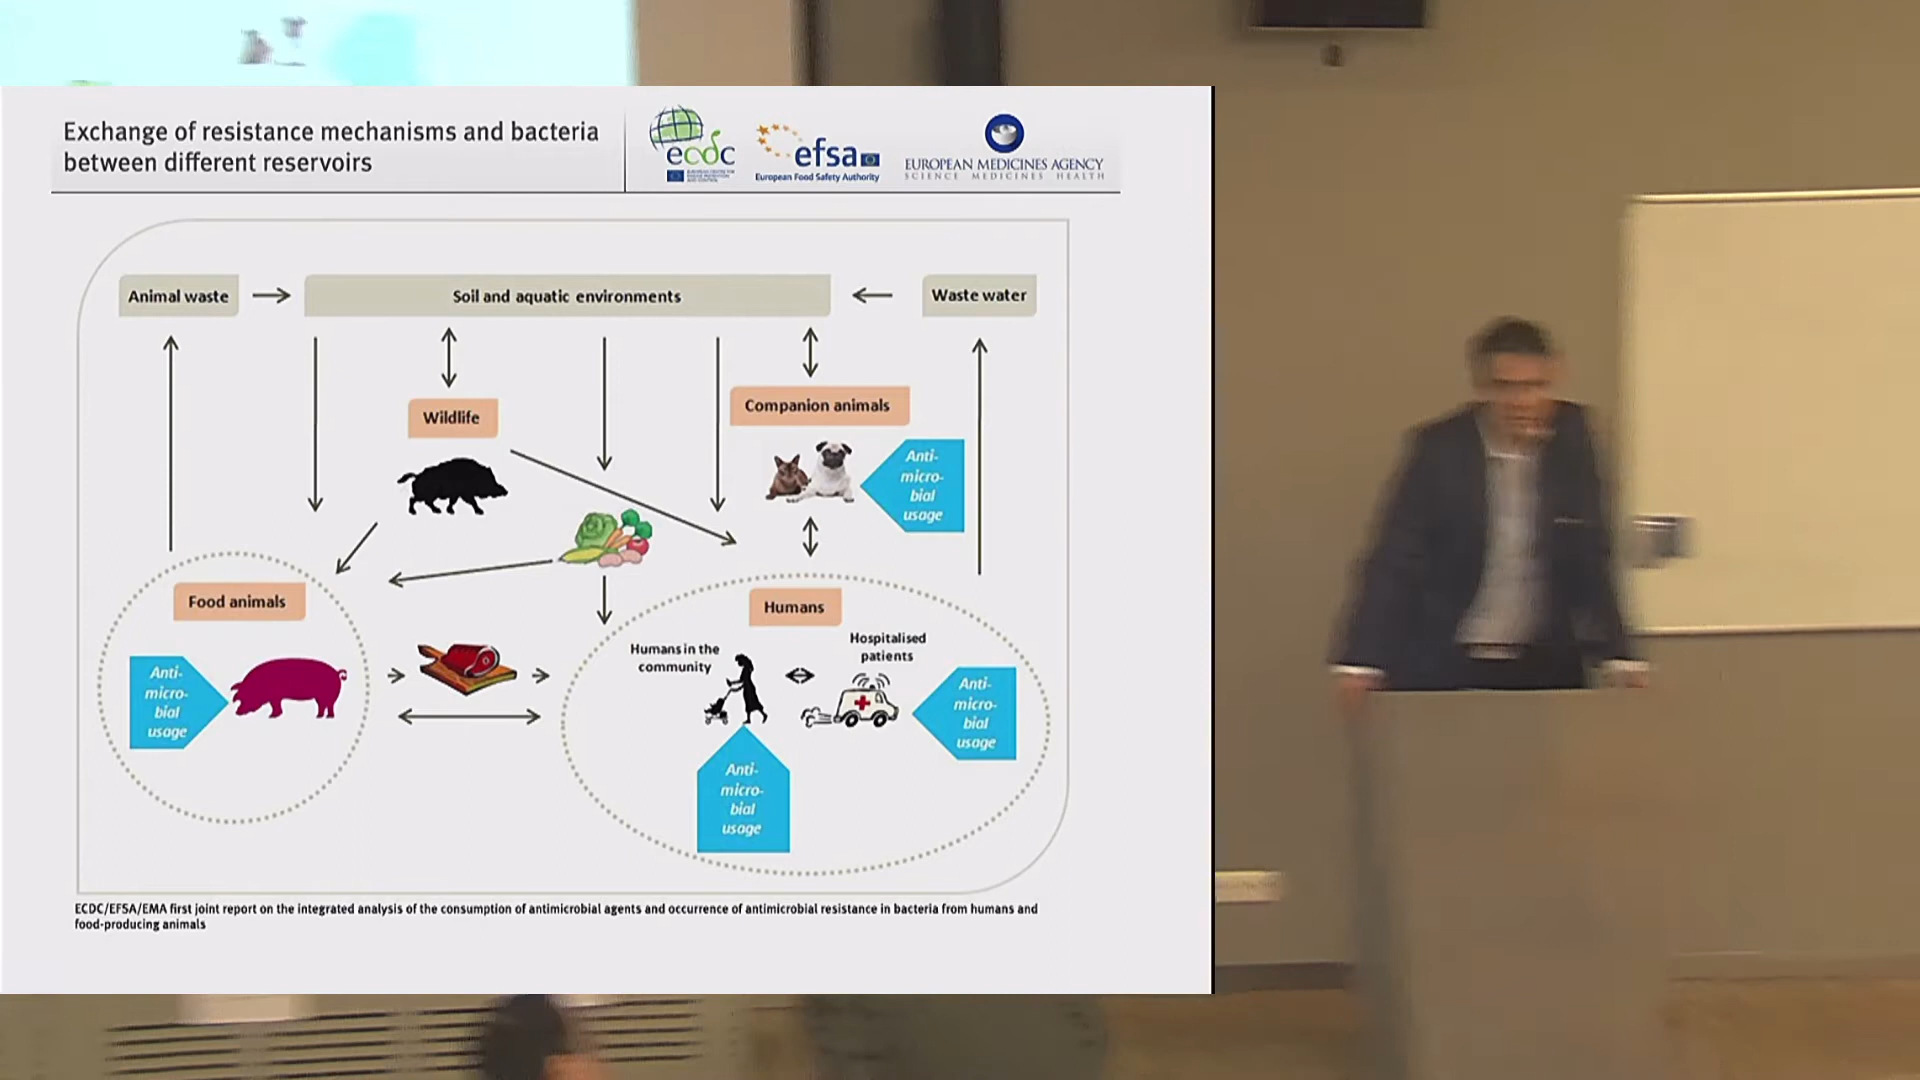 Exchange of resistance mechanisms and bacteria
between different reservoirs
ecdc
efsa
European Food Safety Authority
EUROPEAN MEDICINES AGENCY
SCIENCE MEDICINES HEALTH
Animal waste
Soil and aquatic environments
Waste water
Wildlife
Companion animals
Anti-
micro-
bial
usage
Food animals
Humans
Humans in the
community
Hospitalised
patients
Anti-
micro-
bial
usage
Anti-
micro-
bial
usage
Anti-
micro-
bial
usage
ECDC/EFSA/EMA first joint report on the integrated analysis of the consumption of antimicrobial agents and occurrence of antimicrobial resistance in bacteria from humans and
food-producing animals